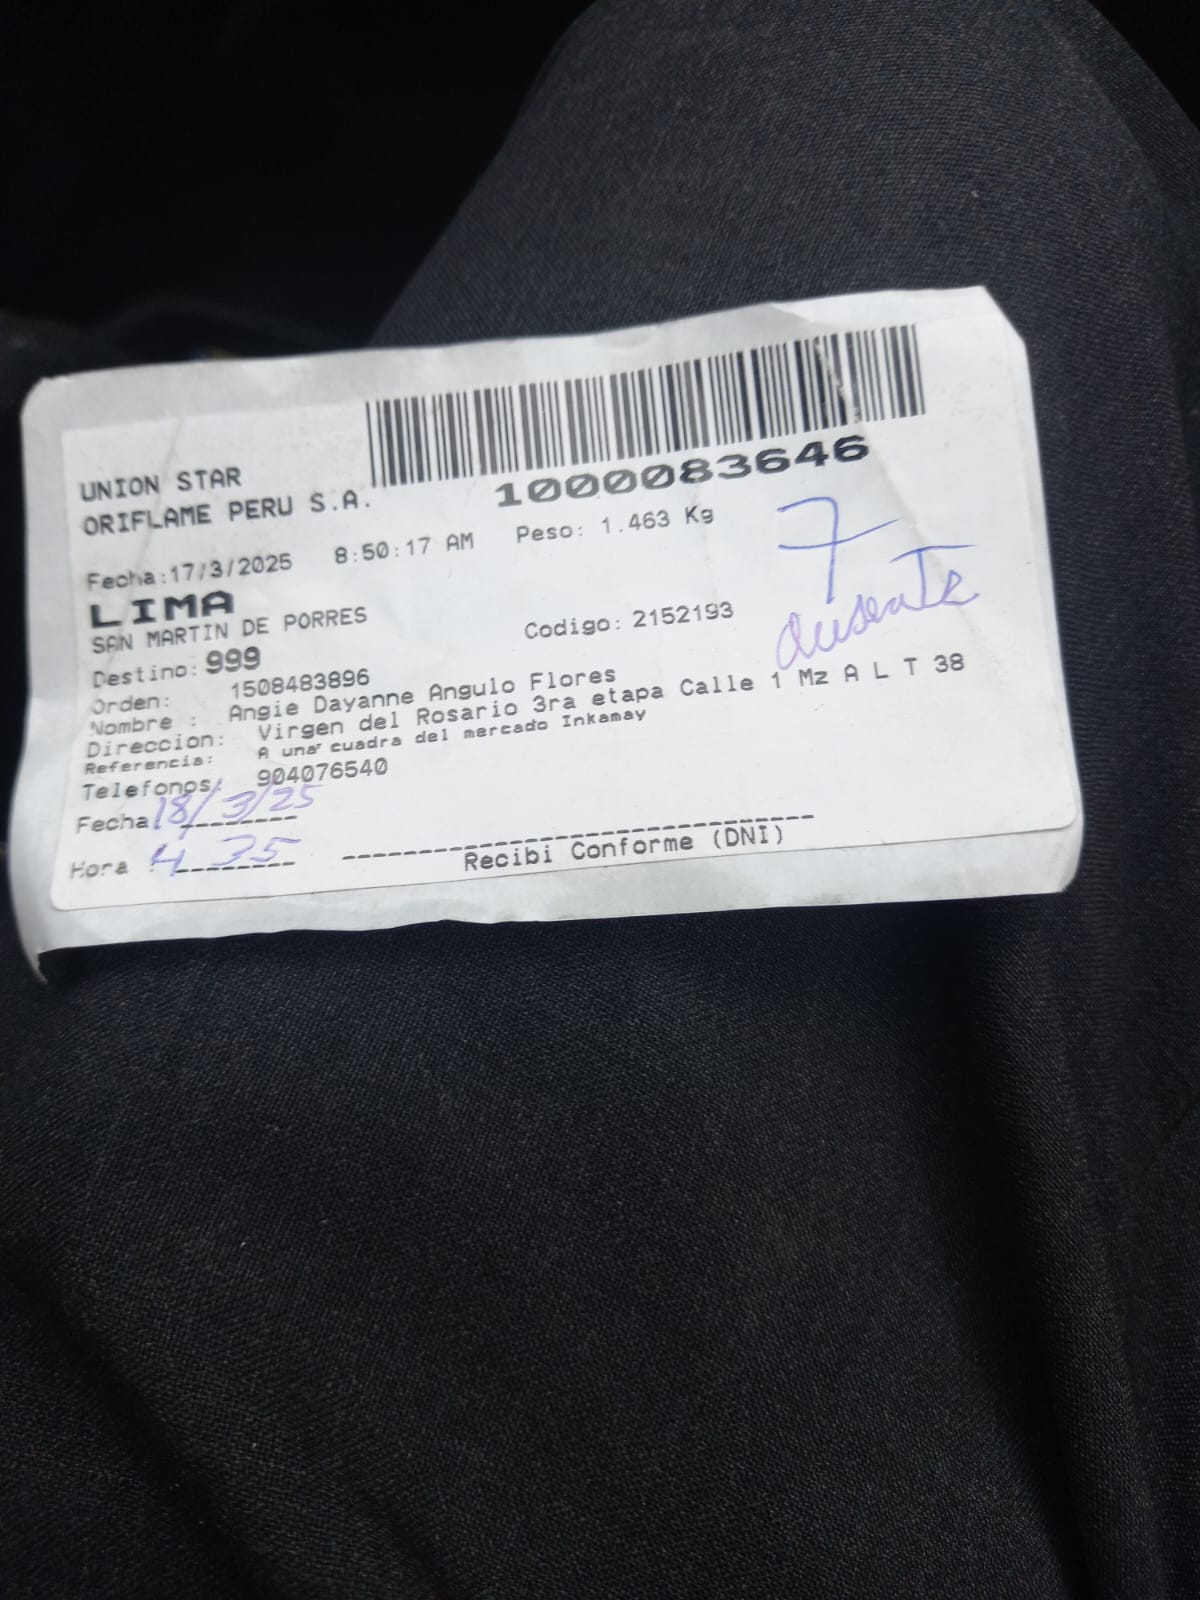 1000083646
UNION STAR
ORIFLAME PERU S.A.
Fecha:17/3/2025 8:50:17 AM Peso: 1.463 Kg
7
LIMA
SAN MARTIN DE PORRES
Codigo: 2152193
ausente
Destino: 999
Orden: 1508483896
Nombre : Angie Dayanne Angulo Flores
Direccion: Virgen del Rosario 3ra etapa Calle 1 Mz A L T 38
Referencia: A una cuadra del mercado Inkamay
Telefonos: 904076540
Fecha: 18/3/25
Hora : 4 35
Recibi Conforme (DNI)